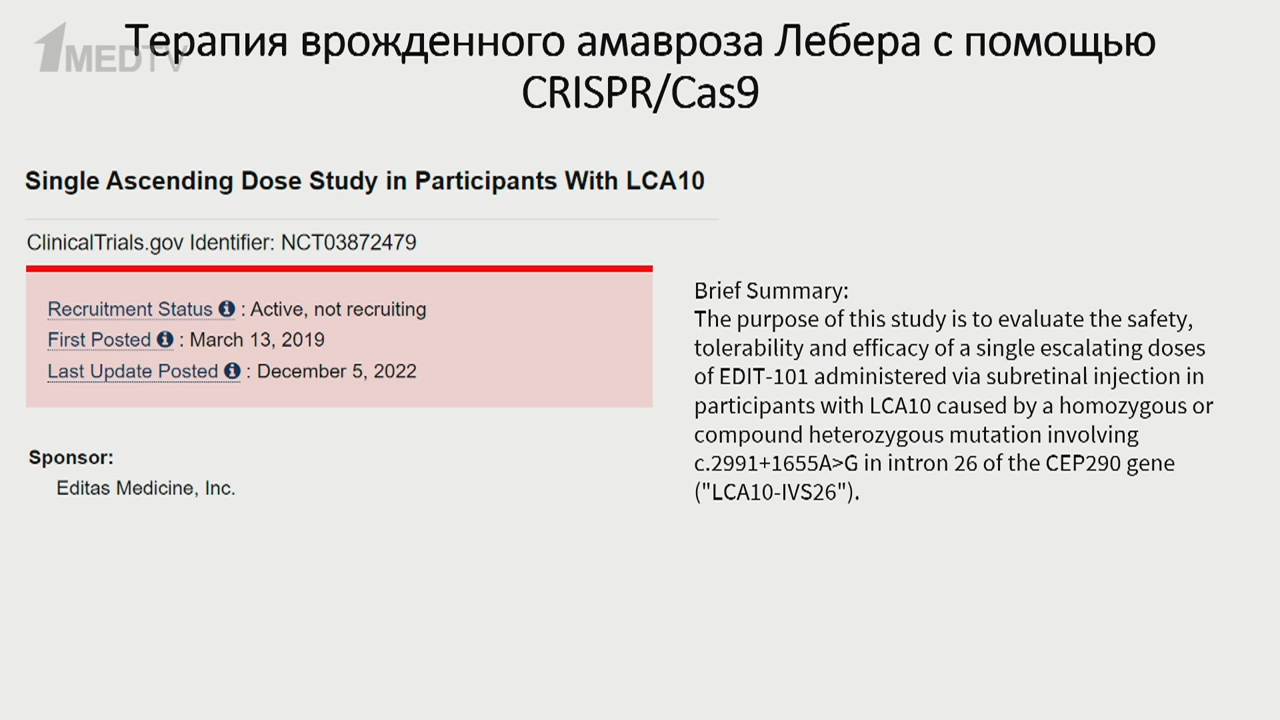 1MEDTV
Терапия врожденного амавроза Лебера с помощью
CRISPR/Cas9
Single Ascending Dose Study in Participants With LCA10
ClinicalTrials.gov Identifier: NCT03872479
Recruitment Status : Active, not recruiting
First Posted : March 13, 2019
Last Update Posted : December 5, 2022
Sponsor:
Editas Medicine, Inc.
Brief Summary:
The purpose of this study is to evaluate the safety,
tolerability and efficacy of a single escalating doses
of EDIT-101 administered via subretinal injection in
participants with LCA10 caused by a homozygous or
compound heterozygous mutation involving
c.2991+1655A>G in intron 26 of the CEP290 gene
("LCA10-IVS26").